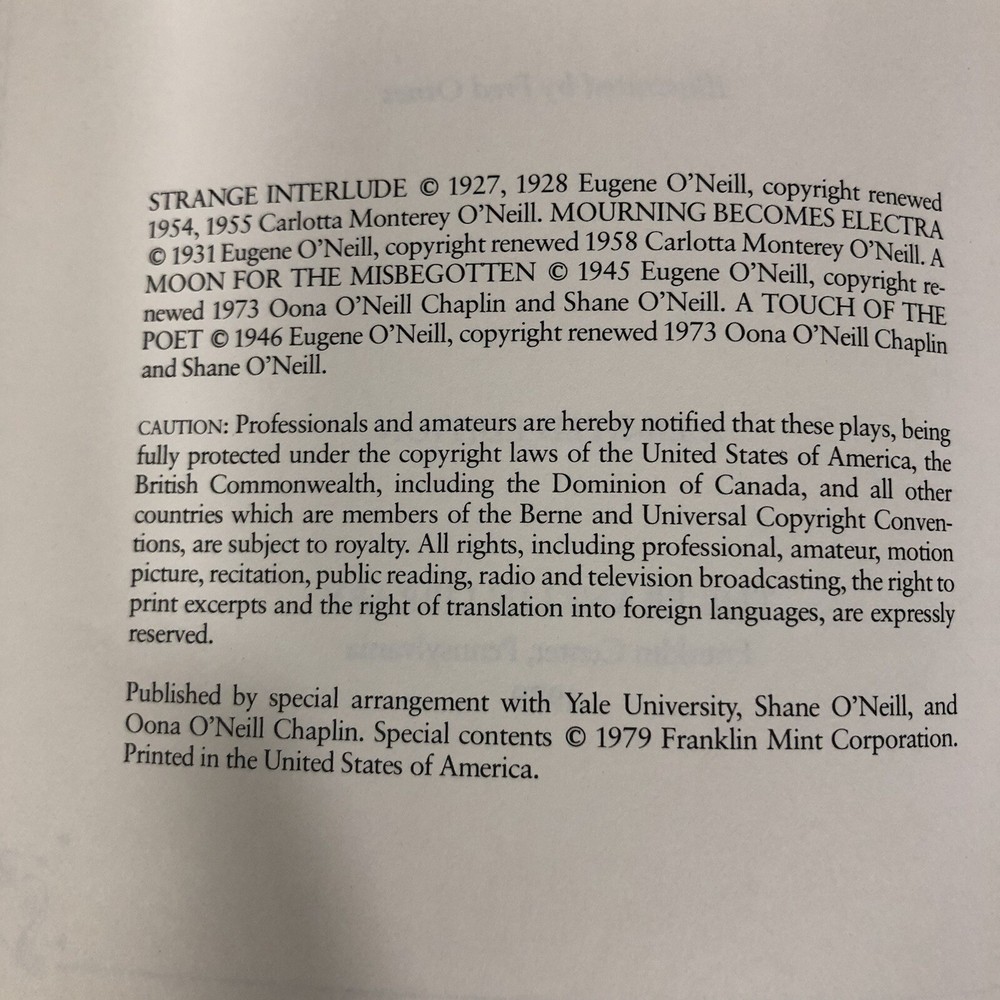 STRANGE INTERLUDE © 1927, 1928 Eugene O’Neill, copyright renewed
1954, 1955 Carlotta Monterey O’Neill. MOURNING BECOMES ELECTRA
© 1931 Eugene O’Neill, copyright renewed 1958 Carlotta Monterey O’Neill. A
MOON FOR THE MISBEGOTTEN © 1945 Eugene O’Neill, copyright re-
newed 1973 Oona O’Neill Chaplin and Shane O’Neill. A TOUCH OF THE
POET © 1946 Eugene O’Neill, copyright renewed 1973 Oona O’Neill Chaplin
and Shane O’Neill.
CAUTION: Professionals and amateurs are hereby notified that these plays, being
fully protected under the copyright laws of the United States of America, the
British Commonwealth, including the Dominion of Canada, and all other
countries which are members of the Berne and Universal Copyright Conven-
tions, are subject to royalty. All rights, including professional, amateur, motion
picture, recitation, public reading, radio and television broadcasting, the right to
print excerpts and the right of translation into foreign languages, are expressly
reserved.
Published by special arrangement with Yale University, Shane O’Neill, and
Oona O’Neill Chaplin. Special contents © 1979 Franklin Mint Corporation.
Printed in the United States of America.